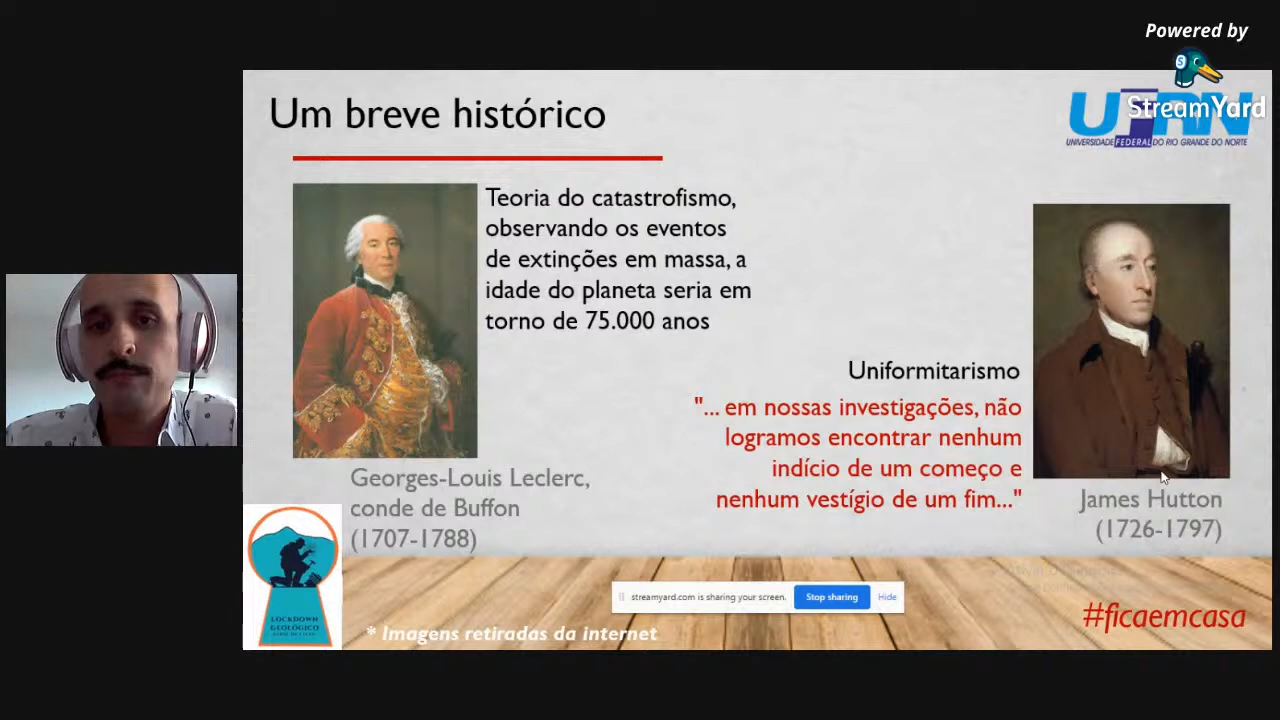 Powered by
StreamYard
Um breve histórico
UFRN
UNIVERSIDADE FEDERAL DO RIO GRANDE DO NORTE
Teoria do catastrofismo,
observando os eventos
de extinções em massa, a
idade do planeta seria em
torno de 75.000 anos
Georges-Louis Leclerc,
conde de Buffon
(1707-1788)
Uniformitarismo
"... em nossas investigações, não
logramos encontrar nenhum
indício de um começo e
nenhum vestígio de um fim..."
James Hutton
(1726-1797)
LOCKDOWN
GEOLÓGICO
streamyard.com is sharing your screen.
Stop sharing
Hide
* Imagens retiradas da internet
#ficaemcasa